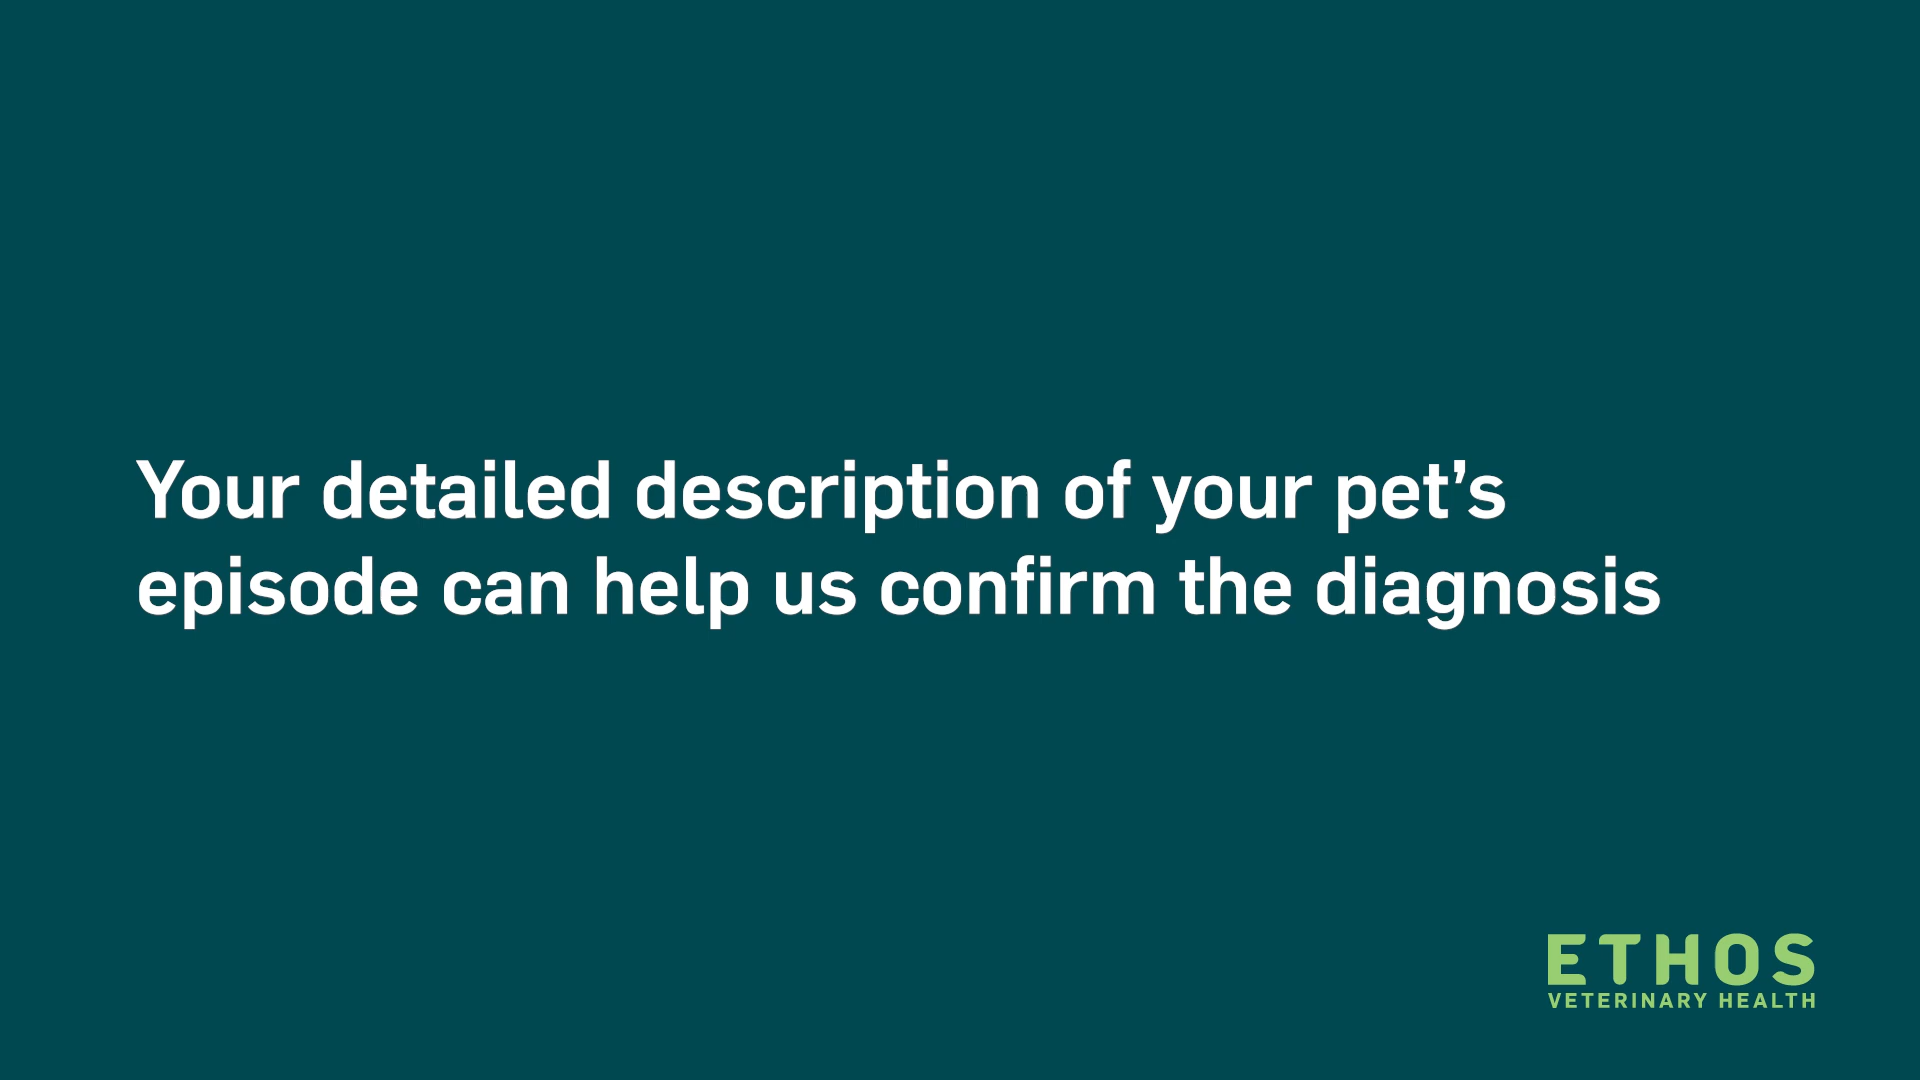 Your detailed description of your pet’s
episode can help us confirm the diagnosis
ETHOS
VETERINARY HEALTH